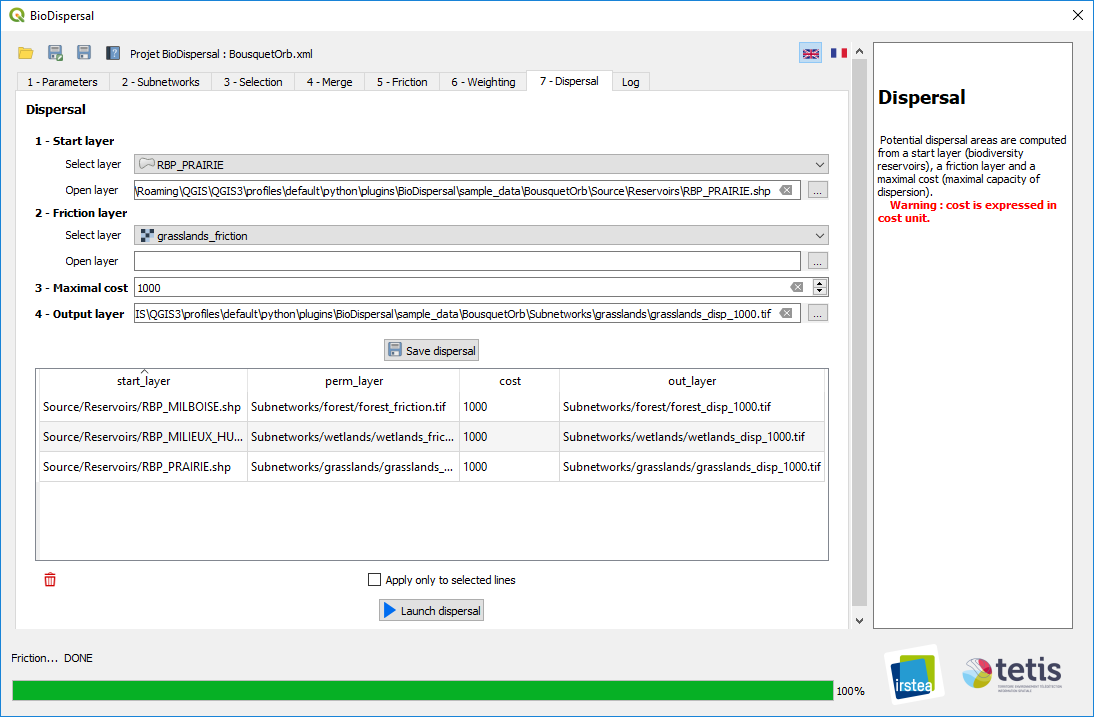 BioDispersal
Projet BioDispersal : BousquetOrb.xml
1 - Parameters 2 - Subnetworks 3 - Selection 4 - Merge 5 - Friction 6 - Weighting 7 - Dispersal Log
Dispersal
1 - Start layer
Select layer RBP_PRAIRIE
Open layer \Roaming\QGIS\QGIS3\profiles\default\python\plugins\BioDispersal\sample_data\BousquetOrb\Source\Reservoirs\RBP_PRAIRIE.shp ...
2 - Friction layer
Select layer grasslands_friction
Open layer ...
3 - Maximal cost 1000
4 - Output layer IS\QGIS3\profiles\default\python\plugins\BioDispersal\sample_data\BousquetOrb\Subnetworks\grasslands\grasslands_disp_1000.tif ...
Save dispersal
start_layer perm_layer cost out_layer
Source/Reservoirs/RBP_MILBOISE.shp Subnetworks/forest/forest_friction.tif 1000 Subnetworks/forest/forest_disp_1000.tif
Source/Reservoirs/RBP_MILIEUX_HU... Subnetworks/wetlands/wetlands_fric... 1000 Subnetworks/wetlands/wetlands_disp_1000.tif
Source/Reservoirs/RBP_PRAIRIE.shp Subnetworks/grasslands/grasslands_... 1000 Subnetworks/grasslands/grasslands_disp_1000.tif
Apply only to selected lines
Launch dispersal
Dispersal
Potential dispersal areas are computed
from a start layer (biodiversity
reservoirs), a friction layer and a
maximal cost (maximal capacity of
dispersion).
Warning : cost is expressed in
cost unit.
Friction... DONE
100%
irstea
tetis